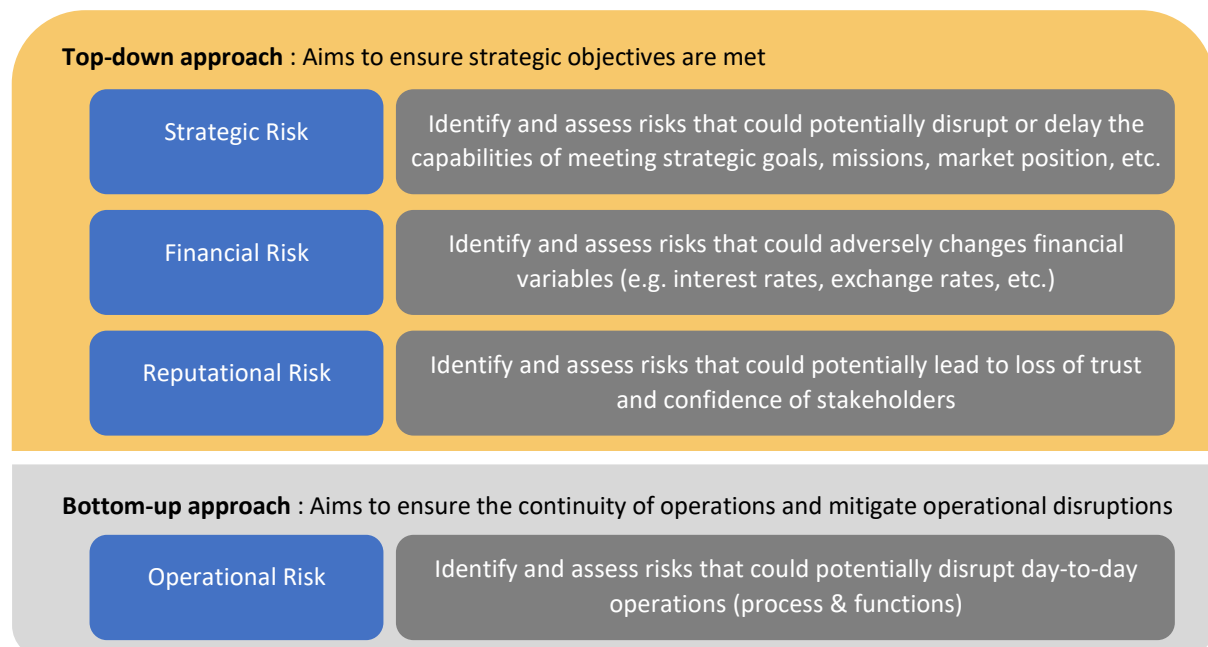 Top-down approach : Aims to ensure strategic objectives are met
Strategic Risk
Identify and assess risks that could potentially disrupt or delay the
capabilities of meeting strategic goals, missions, market position, etc.
Financial Risk
Identify and assess risks that could adversely changes financial
variables (e.g. interest rates, exchange rates, etc.)
Reputational Risk
Identify and assess risks that could potentially lead to loss of trust
and confidence of stakeholders
Bottom-up approach : Aims to ensure the continuity of operations and mitigate operational disruptions
Operational Risk
Identify and assess risks that could potentially disrupt day-to-day
operations (process & functions)